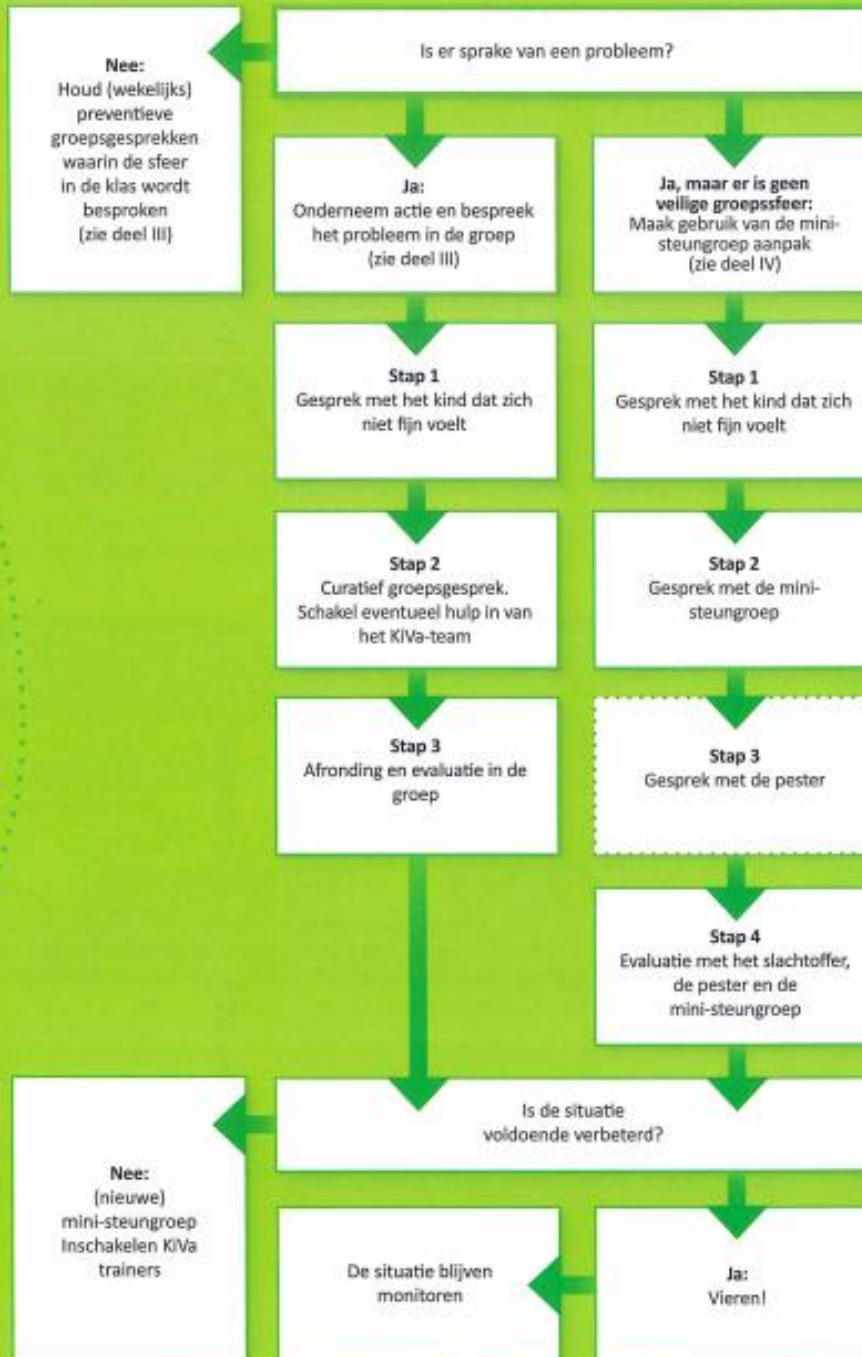 Is er sprake van een probleem?
Nee:
Houd (wekelijks)
preventieve
groepsgesprekken
waarin de sfeer
in de klas wordt
besproken
(zie deel III)
Ja:
Onderneem actie en bespreek
het probleem in de groep
(zie deel III)
Ja, maar er is geen
veilige groepssfeer:
Maak gebruik van de mini-
steungroep aanpak
(zie deel IV)
Stap 1
Gesprek met het kind dat zich
niet fijn voelt
Stap 1
Gesprek met het kind dat zich
niet fijn voelt
Stap 2
Curatief groepsgesprek.
Schakel eventueel hulp in van
het KiVa-team
Stap 2
Gesprek met de mini-
steungroep
Stap 3
Afronding en evaluatie in de
groep
Stap 3
Gesprek met de pester
Stap 4
Evaluatie met het slachtoffer,
de pester en de
mini-steungroep
Is de situatie
voldoende verbeterd?
Nee:
(nieuwe)
mini-steungroep
Inschakelen KiVa
trainers
De situatie blijven
monitoren
Ja:
Vieren!